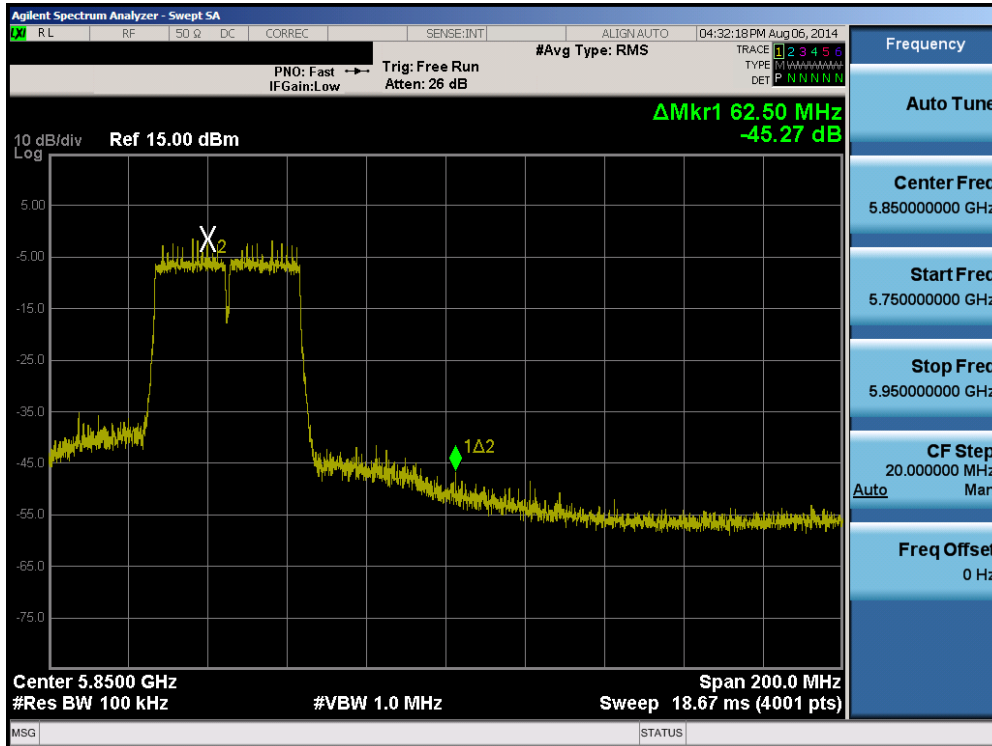 Agilent Spectrum Analyzer - Swept SA
LXI RL RF 50 Ω DC CORREC SENSE:INT ALIGN AUTO 04:32:18 PM Aug 06, 2014
PNO: Fast
IFGain:Low
Trig: Free Run
Atten: 26 dB
#Avg Type: RMS
TRACE 1 2 3 4 5 6
TYPE M
DET P N N N N N
ΔMkr1 62.50 MHz
-45.27 dB
10 dB/div Ref 15.00 dBm
Log
5.00
-5.00
-15.0
-25.0
-35.0
-45.0
-55.0
-65.0
-75.0
X2
1Δ2
Center 5.8500 GHz Span 200.0 MHz
#Res BW 100 kHz #VBW 1.0 MHz Sweep 18.67 ms (4001 pts)
MSG STATUS
Frequency
Auto Tune
Center Freq
5.850000000 GHz
Start Freq
5.750000000 GHz
Stop Freq
5.950000000 GHz
CF Step
20.000000 MHz
Auto Man
Freq Offset
0 Hz